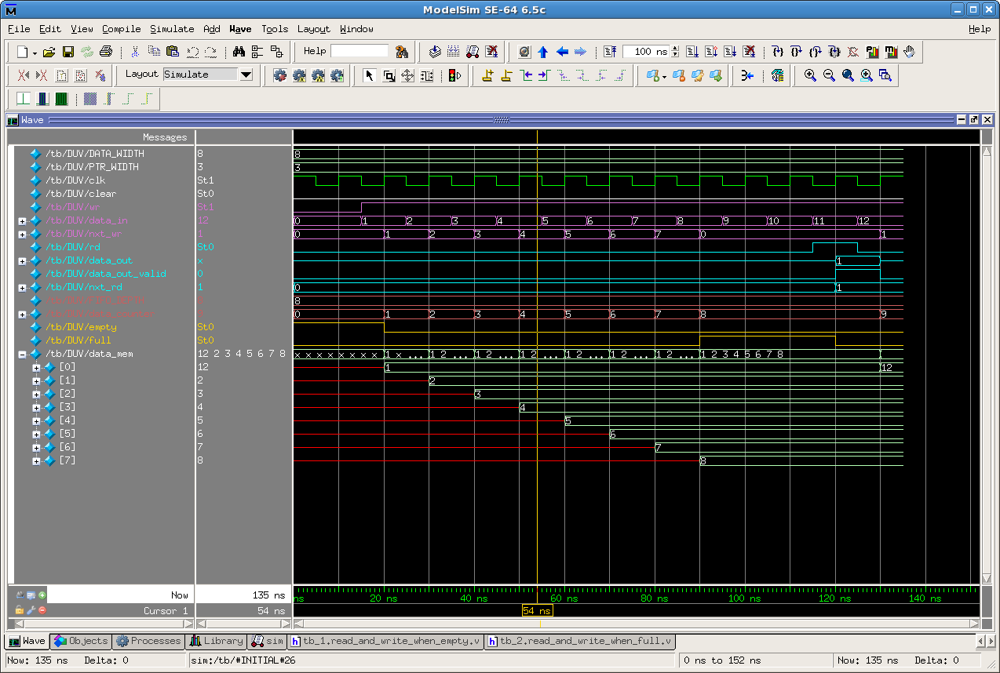 ModelSim SE-64 6.5c
File Edit View Compile Simulate Add Wave Tools Layout Window Help
Help 100 ns
Layout Simulate
Wave
Messages
/tb/DUV/DATA_WIDTH 8 8
/tb/DUV/PTR_WIDTH 3 3
/tb/DUV/clk St1
/tb/DUV/clear St0
/tb/DUV/wr St1
/tb/DUV/data_in 12 0 1 2 3 4 5 6 7 8 9 10 11 12
/tb/DUV/nxt_wr 1 0 1 2 3 4 5 6 7 0 1
/tb/DUV/rd St0
/tb/DUV/data_out x 1
/tb/DUV/data_out_valid 0
/tb/DUV/nxt_rd 1 0 1
8
0 1 2 3 4 5 6 7 8 9
/tb/DUV/empty St0
/tb/DUV/full St0
/tb/DUV/data_mem 12 2 3 4 5 6 7 8 x x x x x x x x 1 x ... 1 2 ... 1 2 ... 1 2 ... 1 2 ... 1 2 ... 1 2 ... 1 2 3 4 5 6 7 8
[0] 12 1 12
[1] 2 2
[2] 3 3
[3] 4 4
[4] 5 5
[5] 6 6
[6] 7 7
[7] 8 8
Now 135 ns ns 20 ns 40 ns 60 ns 80 ns 100 ns 120 ns 140 ns
Cursor 1 54 ns 54 ns
Wave Objects Processes Library sim tb_1.read_and_write_when_empty.v tb_2.read_and_write_when_full.v
Now: 135 ns Delta: 0 sim:/tb/#INITIAL#26 0 ns to 152 ns Now: 135 ns Delta: 0